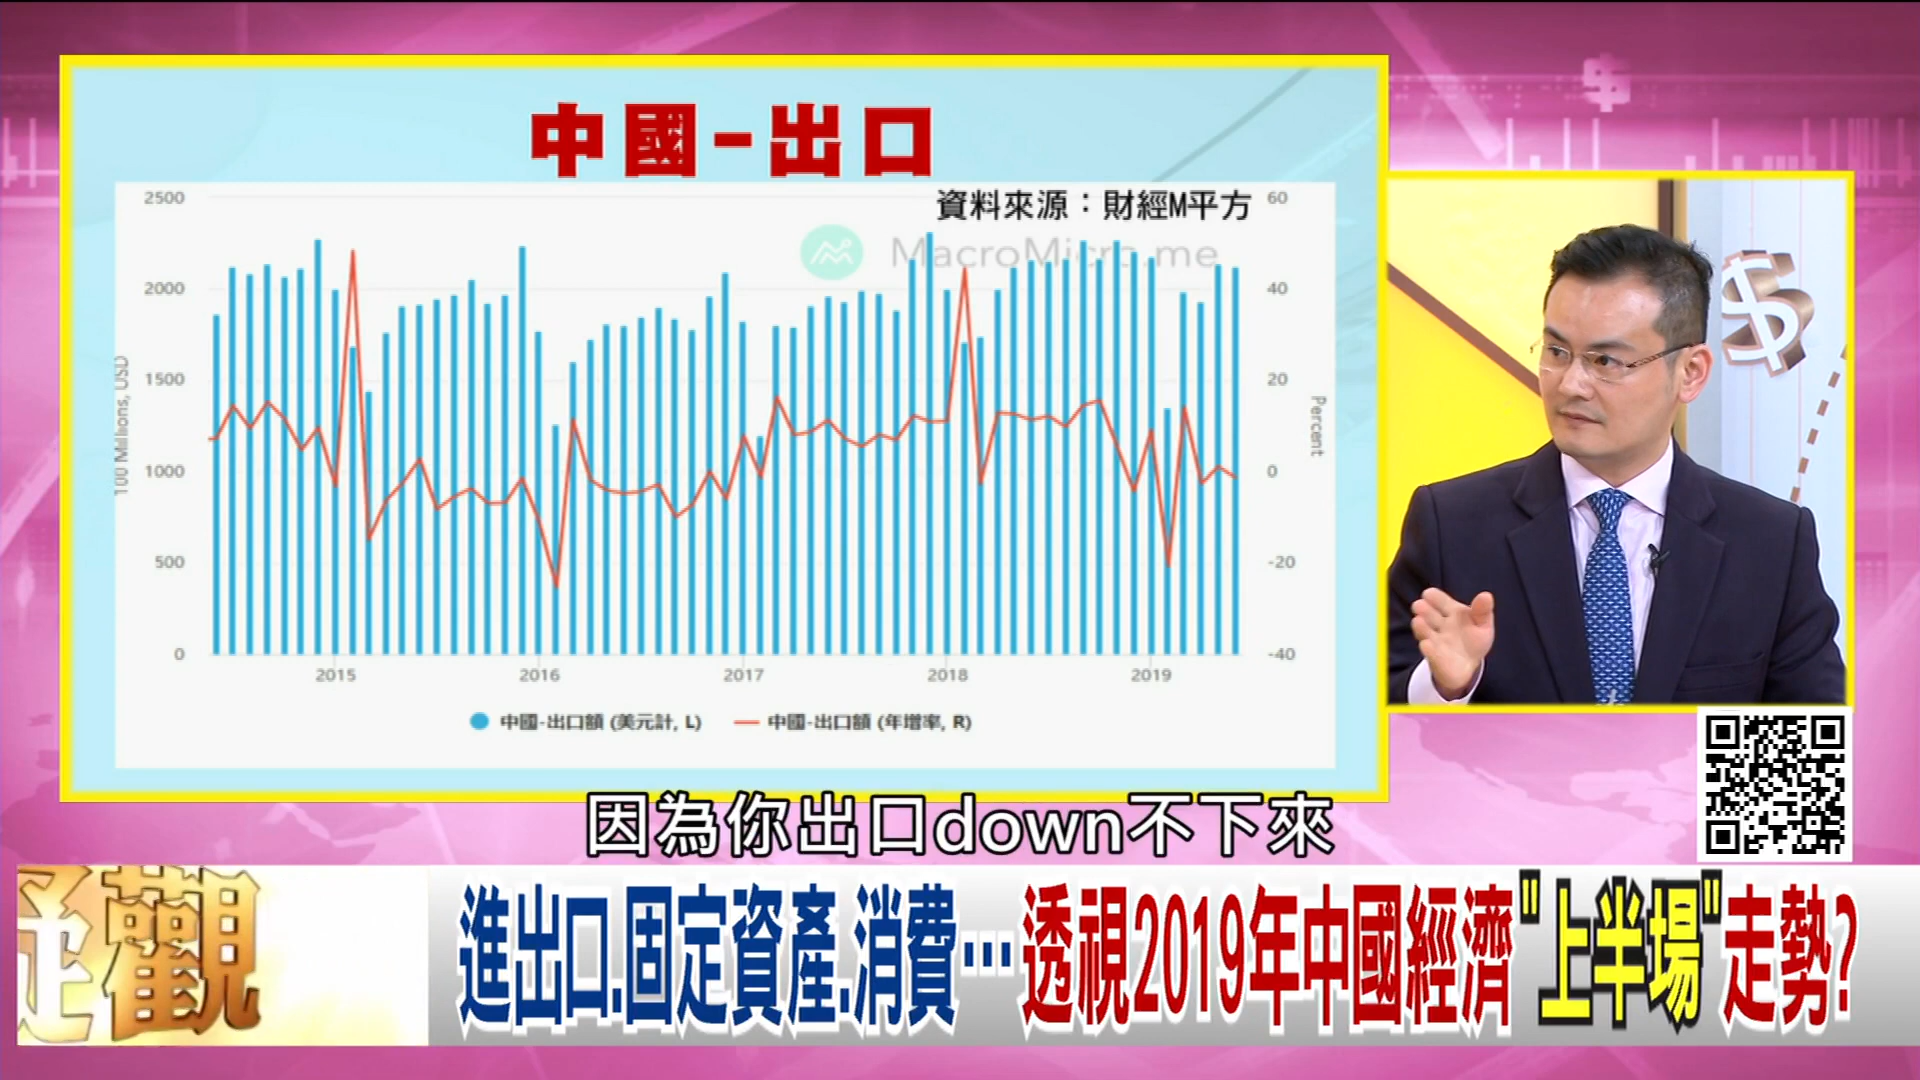 中國-出口
資料來源：財經M平方
MacroMicro.me
2500
2000
1500
1000
500
0
100 Millions, USD
60
40
20
0
-20
-40
Percent
2015
2016
2017
2018
2019
中國-出口額 (美元計, L)
中國-出口額 (年增率, R)
因為你出口down不下來
觀
進出口.固定資產.消費…透視2019年中國經濟"上半場"走勢?